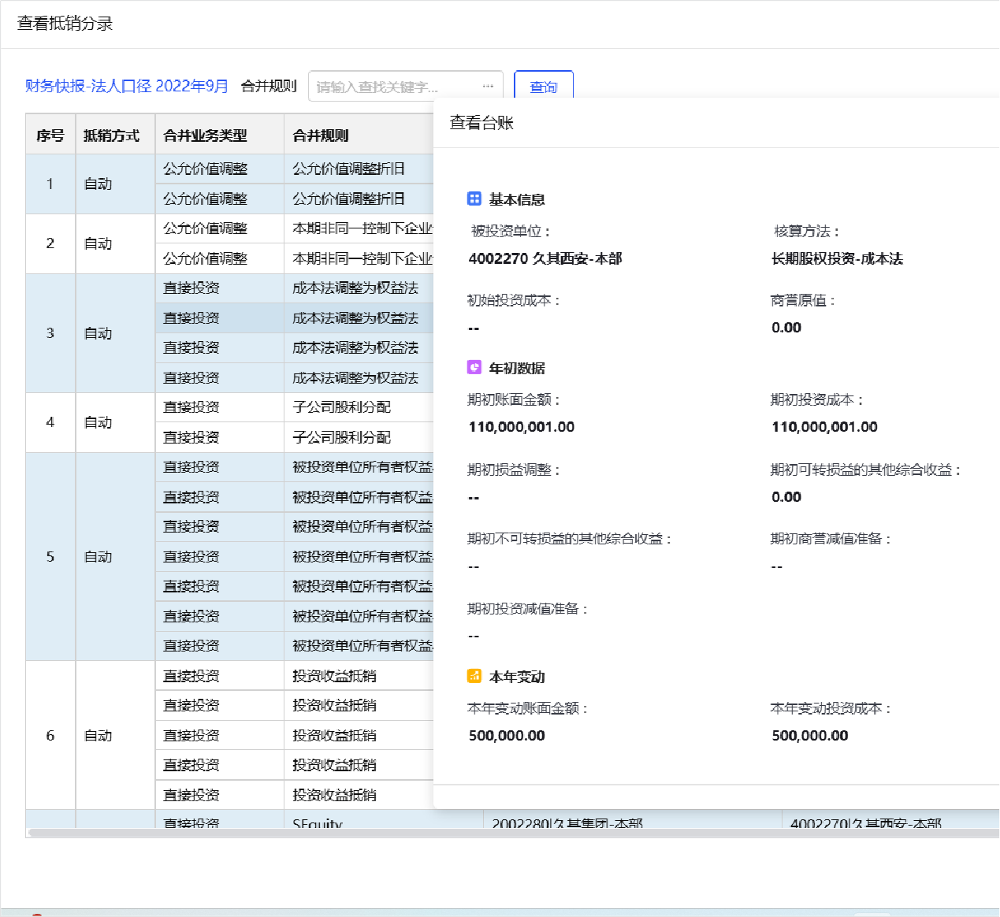 查看抵销分录
财务快报-法人口径 2022年9月 合并规则 请输入查找关键字... ··· 查询
序号 抵销方式 合并业务类型 合并规则
1 自动 公允价值调整 公允价值调整折旧
公允价值调整 公允价值调整折旧
2 自动 公允价值调整 本期非同一控制下企业
公允价值调整 本期非同一控制下企业
3 自动 直接投资 成本法调整为权益法
直接投资 成本法调整为权益法
直接投资 成本法调整为权益法
直接投资 成本法调整为权益法
4 自动 直接投资 子公司股利分配
直接投资 子公司股利分配
5 自动 直接投资 被投资单位所有者权益
直接投资 被投资单位所有者权益
直接投资 被投资单位所有者权益
直接投资 被投资单位所有者权益
直接投资 被投资单位所有者权益
直接投资 被投资单位所有者权益
直接投资 被投资单位所有者权益
6 自动 直接投资 投资收益抵销
直接投资 投资收益抵销
直接投资 投资收益抵销
直接投资 投资收益抵销
直接投资 投资收益抵销
直接投资 SEquity 2002280|久其集团-本部 4002270|久其西安-本部
查看台账
基本信息
被投资单位： 核算方法：
4002270 久其西安-本部 长期股权投资-成本法
初始投资成本： 商誉原值：
-- 0.00
年初数据
期初账面金额： 期初投资成本：
110,000,001.00 110,000,001.00
期初损益调整： 期初可转损益的其他综合收益：
-- 0.00
期初不可转损益的其他综合收益： 期初商誉减值准备：
-- --
期初投资减值准备：
--
本年变动
本年变动账面金额： 本年变动投资成本：
500,000.00 500,000.00